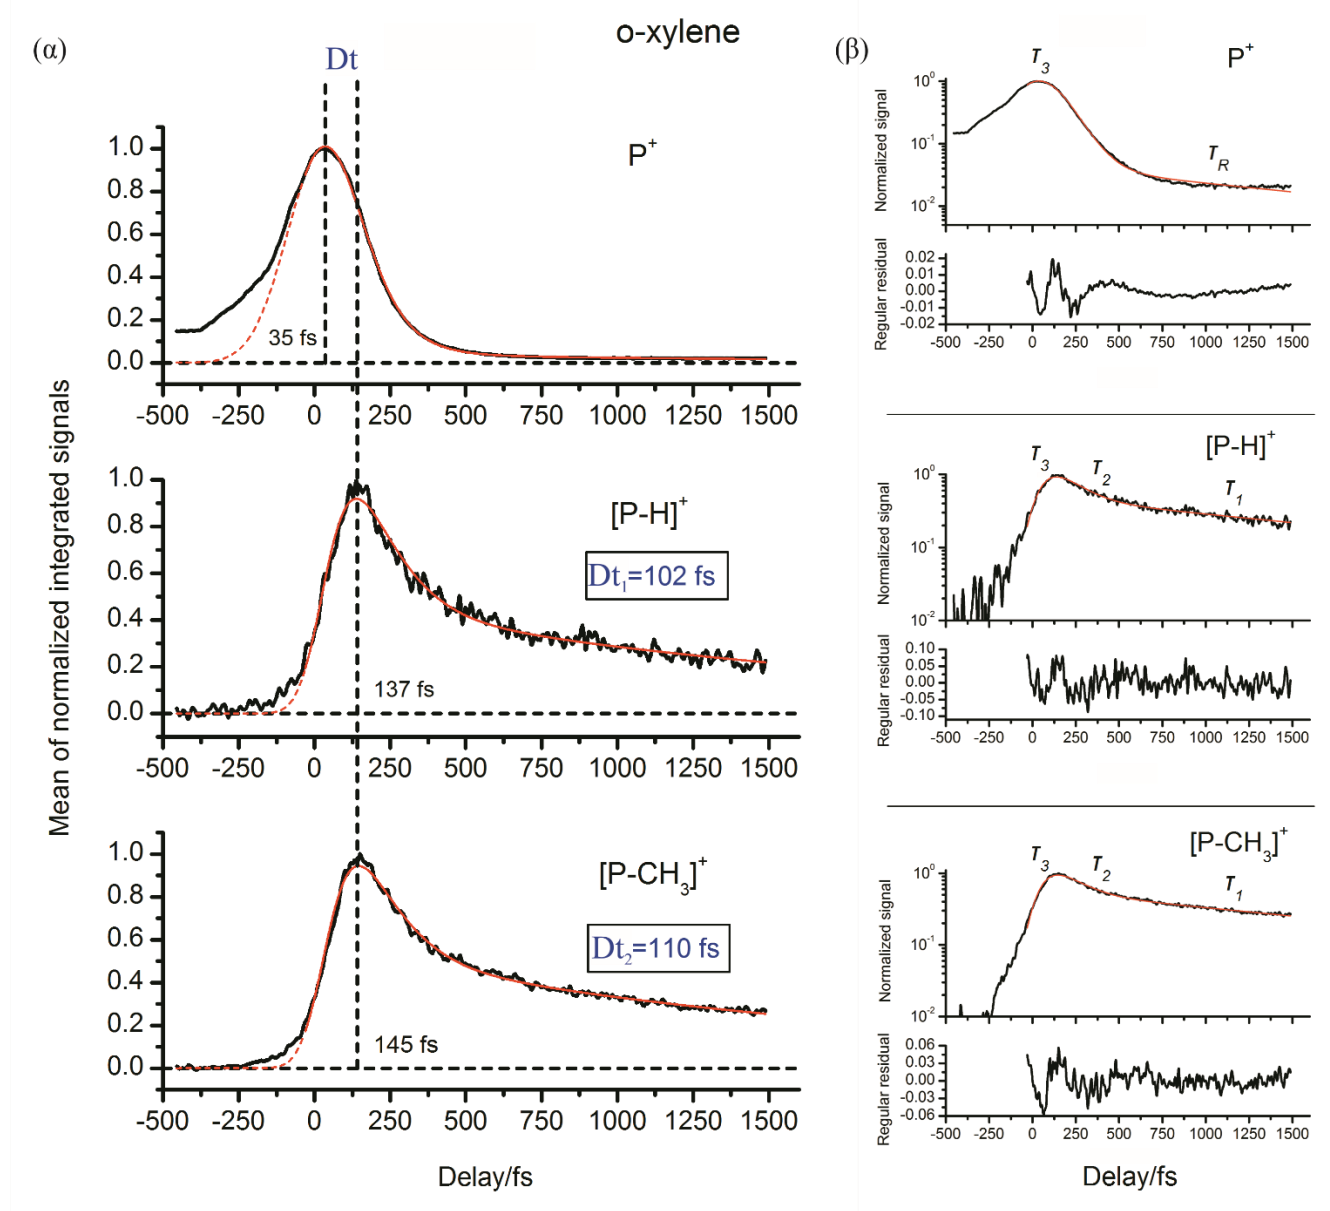 o-xylene
(α)
Dt
P⁺
1.0
0.8
0.6
0.4
0.2
0.0
35 fs
-500 -250 0 250 500 750 1000 1250 1500
[P-H]⁺
Dt₁=102 fs
1.0
0.8
0.6
0.4
0.2
0.0
137 fs
-500 -250 0 250 500 750 1000 1250 1500
[P-CH₃]⁺
Dt₂=110 fs
1.0
0.8
0.6
0.4
0.2
0.0
145 fs
-500 -250 0 250 500 750 1000 1250 1500
Mean of normalized integrated signals
Delay/fs
(β)
P⁺
τ₃
τ_R
Normalized signal
10⁰
10⁻¹
10⁻²
Regular residual
0.02
0.01
0.00
-0.01
-0.02
-500 -250 0 250 500 750 1000 1250 1500
[P-H]⁺
τ₃
τ₂
τ₁
Normalized signal
10⁰
10⁻¹
10⁻²
Regular residual
0.10
0.05
0.00
-0.05
-0.10
-500 -250 0 250 500 750 1000 1250 1500
[P-CH₃]⁺
τ₃
τ₂
τ₁
Normalized signal
10⁰
10⁻¹
10⁻²
Regular residual
0.06
0.03
0.00
-0.03
-0.06
-500 -250 0 250 500 750 1000 1250 1500
Delay/fs